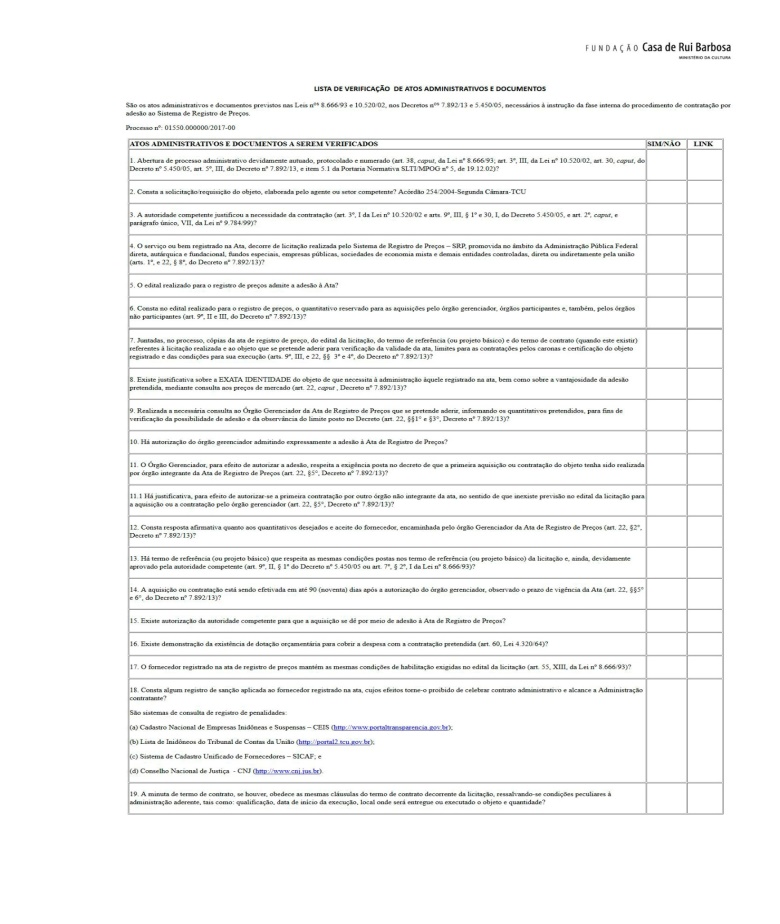 FUNDAÇÃO Casa de Rui Barbosa
MINISTÉRIO DA CULTURA
LISTA DE VERIFICAÇÃO DE ATOS ADMINISTRATIVOS E DOCUMENTOS
São os atos administrativos e documentos previstos nas Leis nºs 8.666/93 e 10.520/02, nos Decretos nºs 7.892/13 e 5.450/05, necessários à instrução da fase interna do procedimento de contratação por
adesão ao Sistema de Registro de Preços.
Processo nº: 01550.000000/2017-00
ATOS ADMINISTRATIVOS E DOCUMENTOS A SEREM VERIFICADOS SIM/NÃO LINK
1. Abertura de processo administrativo devidamente autuado, protocolado e numerado (art. 38, caput, da Lei nº 8.666/93; art. 3º, III, da Lei nº 10.520/02, art. 30, caput, do
Decreto nº 5.450/05, art. 5º, III, do Decreto nº 7.892/13, e item 5.1 da Portaria Normativa SLTI/MPOG nº 5, de 19.12.02)?
2. Consta a solicitação/requisição do objeto, elaborada pelo agente ou setor competente? Acórdão 254/2004-Segunda Câmara-TCU
3. A autoridade competente justificou a necessidade da contratação (art. 3º, I da Lei nº 10.520/02 e arts. 9º, III, § 1º e 30, I, do Decreto 5.450/05, e art. 2º, caput, e
parágrafo único, VII, da Lei nº 9.784/99)?
4. O serviço ou bem registrado na Ata, decorre de licitação realizada pelo Sistema de Registro de Preços – SRP, promovida no âmbito da Administração Pública Federal
direta, autárquica e fundacional, fundos especiais, empresas públicas, sociedades de economia mista e demais entidades controladas, direta ou indiretamente pela união
(arts. 1º, e 22, § 8º, do Decreto nº 7.892/13)?
5. O edital realizado para o registro de preços admite a adesão à Ata?
6. Consta no edital realizado para o registro de preços, o quantitativo reservado para as aquisições pelo órgão gerenciador, órgãos participantes e, também, pelos órgãos
não participantes (art. 9º, II e III, do Decreto nº 7.892/13)?
7. Juntadas, no processo, cópias da ata de registro de preço, do edital da licitação, do termo de referência (ou projeto básico) e do termo de contrato (quando este existir)
referentes à licitação realizada e ao objeto que se pretende aderir para verificação da validade da ata, limites para as contratações pelos caronas e certificação do objeto
registrado e das condições para sua execução (arts. 9º, III, e 22, §§ 3º e 4º, do Decreto nº 7.892/13)?
8. Existe justificativa sobre a EXATA IDENTIDADE do objeto de que necessita à administração àquele registrado na ata, bem como sobre a vantajosidade da adesão
pretendida, mediante consulta aos preços de mercado (art. 22, caput , Decreto nº 7.892/13)?
9. Realizada a necessária consulta ao Órgão Gerenciador da Ata de Registro de Preços que se pretende aderir, informando os quantitativos pretendidos, para fins de
verificação da possibilidade de adesão e da observância do limite posto no Decreto (art. 22, §§1° e §3°, Decreto nº 7.892/13)?
10. Há autorização do órgão gerenciador admitindo expressamente a adesão à Ata de Registro de Preços?
11. O Órgão Gerenciador, para efeito de autorizar a adesão, respeita a exigência posta no decreto de que a primeira aquisição ou contratação do objeto tenha sido realizada
por órgão integrante da Ata de Registro de Preços (art. 22, §5°, Decreto nº 7.892/13)?
11.1 Há justificativa, para efeito de autorizar-se a primeira contratação por outro órgão não integrante da ata, no sentido de que inexiste previsão no edital da licitação para
a aquisição ou a contratação pelo órgão gerenciador (art. 22, §5°, Decreto nº 7.892/13)?
12. Consta resposta afirmativa quanto aos quantitativos desejados e aceite do fornecedor, encaminhada pelo órgão Gerenciador da Ata de Registro de Preços (art. 22, §2°,
Decreto nº 7.892/13)?
13. Há termo de referência (ou projeto básico) que respeita as mesmas condições postas nos termo de referência (ou projeto básico) da licitação e, ainda, devidamente
aprovado pela autoridade competente (art. 9º, II, § 1º do Decreto nº 5.450/05 ou art. 7º, § 2º, I da Lei nº 8.666/93)?
14. A aquisição ou contratação está sendo efetivada em até 90 (noventa) dias após a autorização do órgão gerenciador, observado o prazo de vigência da Ata (art. 22, §§5°
e 6°, do Decreto nº 7.892/13)?
15. Existe autorização da autoridade competente para que a aquisição se dê por meio de adesão à Ata de Registro de Preços?
16. Existe demonstração da existência de dotação orçamentária para cobrir a despesa com a contratação pretendida (art. 60, Lei 4.320/64)?
17. O fornecedor registrado na ata de registro de preços mantém as mesmas condições de habilitação exigidas no edital da licitação (art. 55, XIII, da Lei nº 8.666/93)?
18. Consta algum registro de sanção aplicada ao fornecedor registrado na ata, cujos efeitos torne-o proibido de celebrar contrato administrativo e alcance a Administração
contratante?
São sistemas de consulta de registro de penalidades:
(a) Cadastro Nacional de Empresas Inidôneas e Suspensas – CEIS (http://www.portaltransparencia.gov.br);
(b) Lista de Inidôneos do Tribunal de Contas da União (http://portal2.tcu.gov.br);
(c) Sistema de Cadastro Unificado de Fornecedores – SICAF, e
(d) Conselho Nacional de Justiça - CNJ (http://www.cnj.jus.br).
19. A minuta de termo de contrato, se houver, obedece as mesmas cláusulas do termo de contrato decorrente da licitação, ressalvando-se condições peculiares à
administração aderente, tais como: qualificação, data de início da execução, local onde será entregue ou executado o objeto e quantidade?